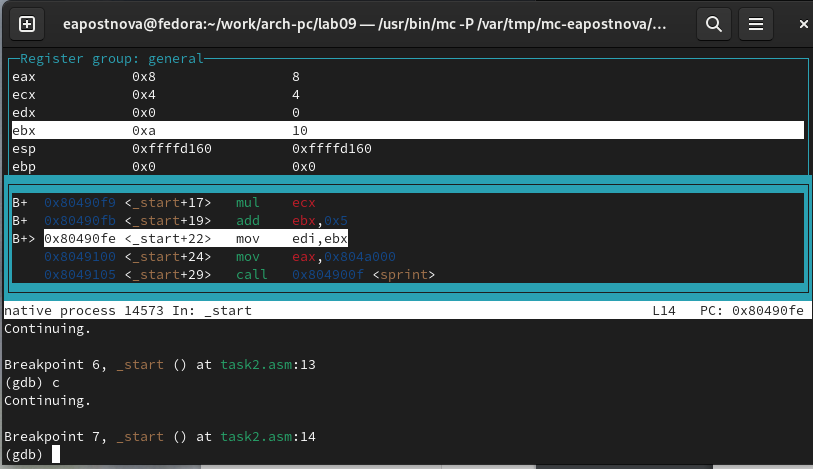 eapostnova@fedora:~/work/arch-pc/lab09 — /usr/bin/mc -P /var/tmp/mc-eapostnova/...
Register group: general
eax 0x8 8
ecx 0x4 4
edx 0x0 0
ebx 0xa 10
esp 0xffffd160 0xffffd160
ebp 0x0 0x0
B+ 0x80490f9 <_start+17> mul ecx
B+ 0x80490fb <_start+19> add ebx,0x5
B+> 0x80490fe <_start+22> mov edi,ebx
0x8049100 <_start+24> mov eax,0x804a000
0x8049105 <_start+29> call 0x804900f <sprint>
native process 14573 In: _start L14 PC: 0x80490fe
Continuing.
Breakpoint 6, _start () at task2.asm:13
(gdb) c
Continuing.
Breakpoint 7, _start () at task2.asm:14
(gdb)